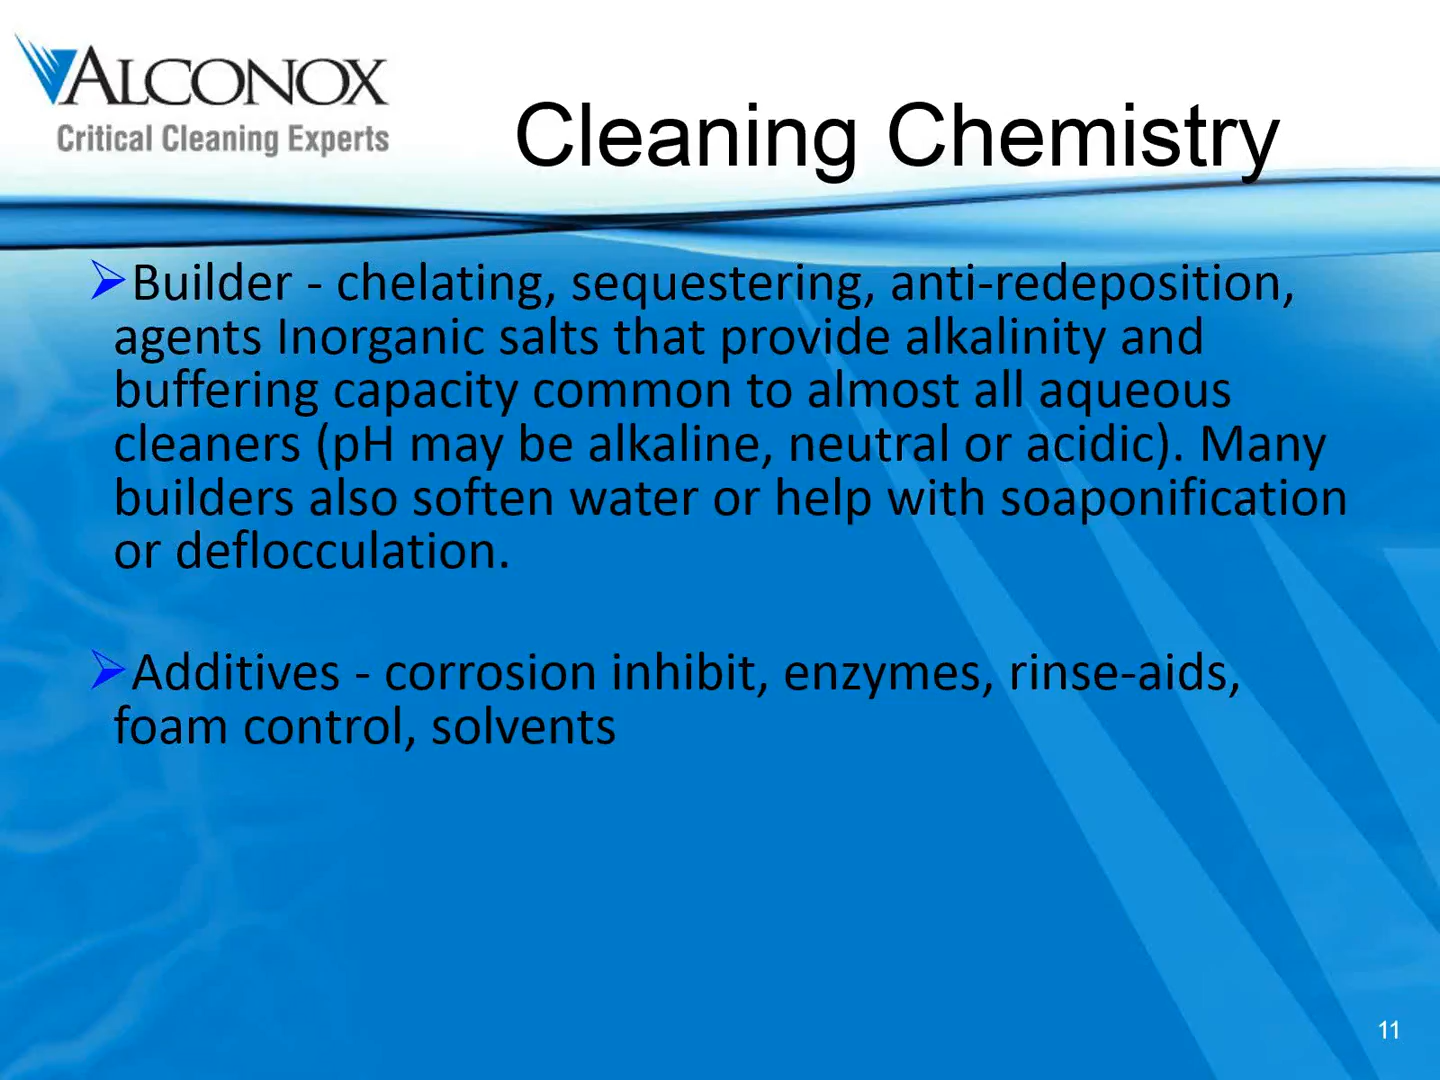 ALCONOX
Critical Cleaning Experts
Cleaning Chemistry
➢Builder - chelating, sequestering, anti-redeposition,
agents Inorganic salts that provide alkalinity and
buffering capacity common to almost all aqueous
cleaners (pH may be alkaline, neutral or acidic). Many
builders also soften water or help with soaponification
or deflocculation.
➢Additives - corrosion inhibit, enzymes, rinse-aids,
foam control, solvents
11